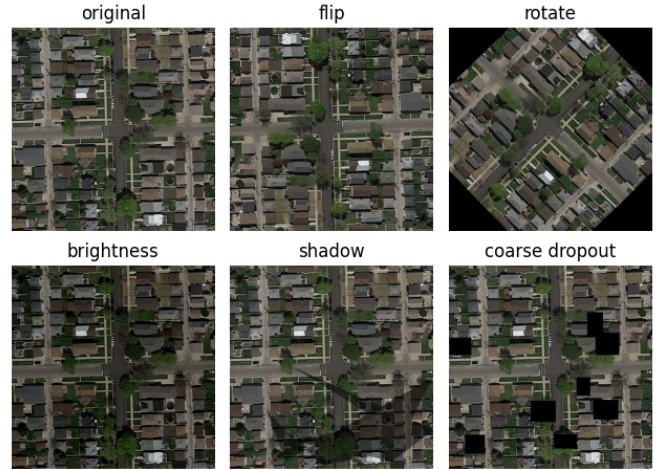 original
flip
rotate
brightness
shadow
coarse dropout